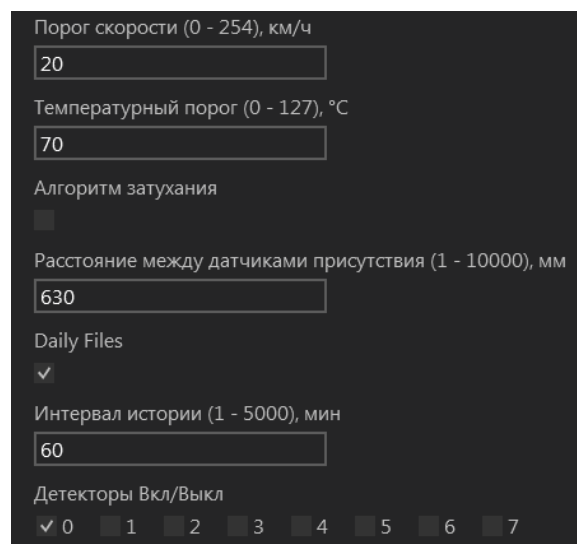 Порог скорости (0 - 254), км/ч
20
Температурный порог (0 - 127), °C
70
Алгоритм затухания
Расстояние между датчиками присутствия (1 - 10000), мм
630
Daily Files
Интервал истории (1 - 5000), мин
60
Детекторы Вкл/Выкл
0 1 2 3 4 5 6 7